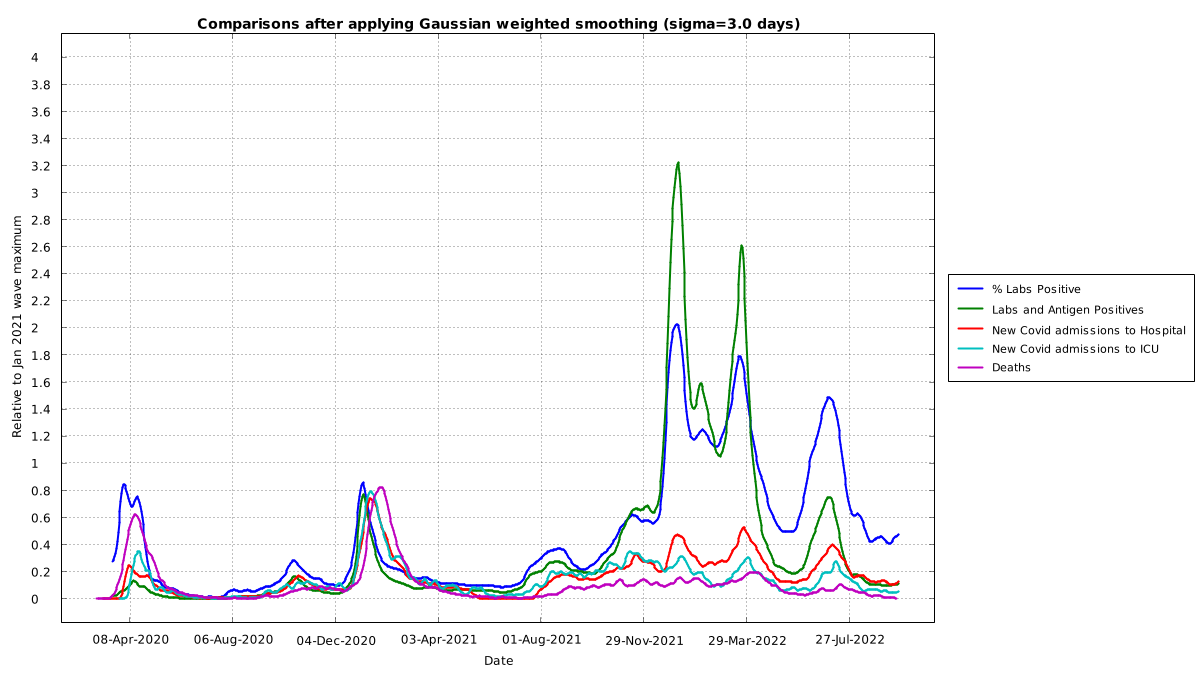 Comparisons after applying Gaussian weighted smoothing (sigma=3.0 days)
4
3.8
3.6
3.4
3.2
3
2.8
2.6
2.4
2.2
2
1.8
1.6
1.4
1.2
1
0.8
0.6
0.4
0.2
0
Relative to Jan 2021 wave maximum
08-Apr-2020 06-Aug-2020 04-Dec-2020 03-Apr-2021 01-Aug-2021 29-Nov-2021 29-Mar-2022 27-Jul-2022
Date
% Labs Positive
Labs and Antigen Positives
New Covid admissions to Hospital
New Covid admissions to ICU
Deaths